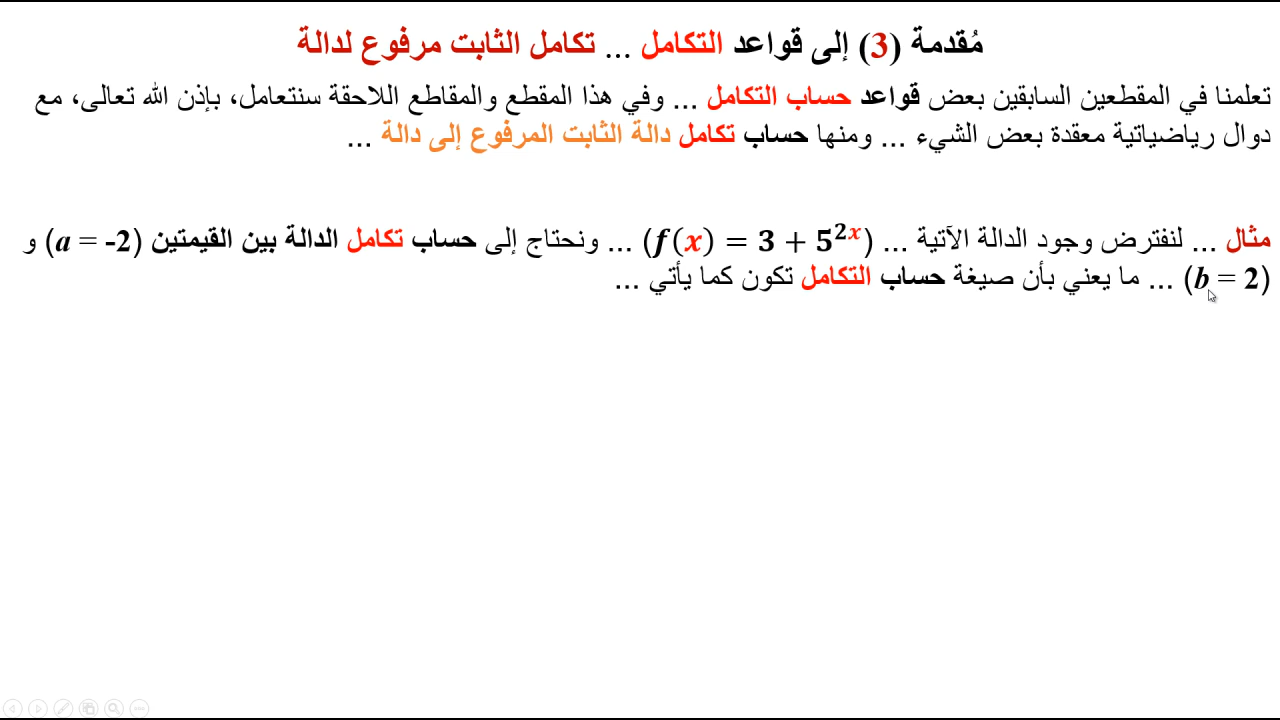 مُقدمة (3) إلى قواعد التكامل ... تكامل الثابت مرفوع لدالة
تعلمنا في المقطعين السابقين بعض قواعد حساب التكامل ... وفي هذا المقطع والمقاطع اللاحقة سنتعامل، بإذن الله تعالى، مع
دوال رياضياتية معقدة بعض الشيء ... ومنها حساب تكامل دالة الثابت المرفوع إلى دالة ...
مثال ... لنفترض وجود الدالة الآتية ... (f(x) = 3 + 5^{2x}) ... ونحتاج إلى حساب تكامل الدالة بين القيمتين (a = -2) و
(b = 2) ... ما يعني بأن صيغة حساب التكامل تكون كما يأتي ...